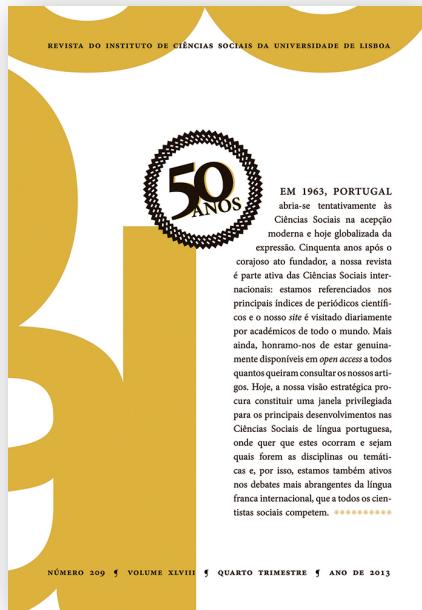 REVISTA DO INSTITUTO DE CIÊNCIAS SOCIAIS DA UNIVERSIDADE DE LISBOA
50
ANOS
EM 1963, PORTUGAL
abria-se tentativamente às
Ciências Sociais na acepção
moderna e hoje globalizada da
expressão. Cinquenta anos após o
corajoso ato fundador, a nossa revista
é parte ativa das Ciências Sociais inter-
nacionais: estamos referenciados nos
principais índices de periódicos científi-
cos e o nosso site é visitado diariamente
por académicos de todo o mundo. Mais
ainda, honramo-nos de estar genuina-
mente disponíveis em open access a todos
quantos queiram consultar os nossos arti-
gos. Hoje, a nossa visão estratégica pro-
cura constituir uma janela privilegiada
para os principais desenvolvimentos nas
Ciências Sociais de língua portuguesa,
onde quer que estes ocorram e sejam
quais forem as disciplinas ou temáti-
cas e, por isso, estamos também ativos
nos debates mais abrangentes da língua
franca internacional, que a todos os cien-
tistas sociais competem.
NÚMERO 209 ¶ VOLUME XLVIII ¶ QUARTO TRIMESTRE ¶ ANO DE 2013